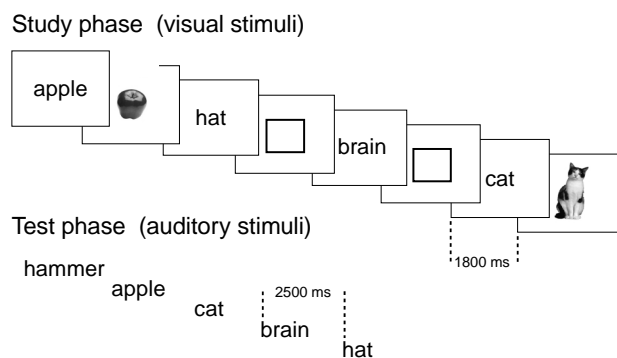 Study phase (visual stimuli)
apple
hat
brain
cat
1800 ms
Test phase (auditory stimuli)
hammer
apple
cat
2500 ms
brain
hat